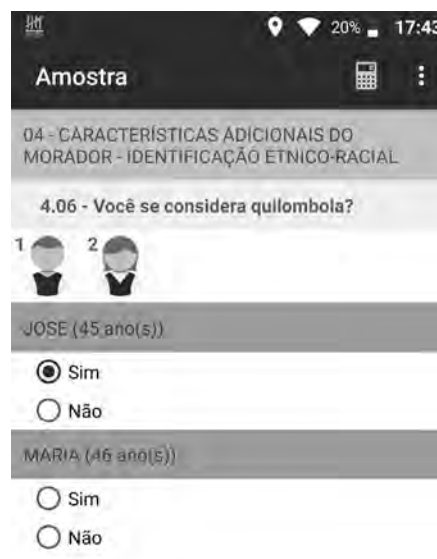 20% 17:43
Amostra
04 - CARACTERÍSTICAS ADICIONAIS DO
MORADOR - IDENTIFICAÇÃO ETNICO-RACIAL
4.06 - Você se considera quilombola?
1 2
JOSE (45 ano(s))
Sim
Não
MARIA (46 ano(s))
Sim
Não